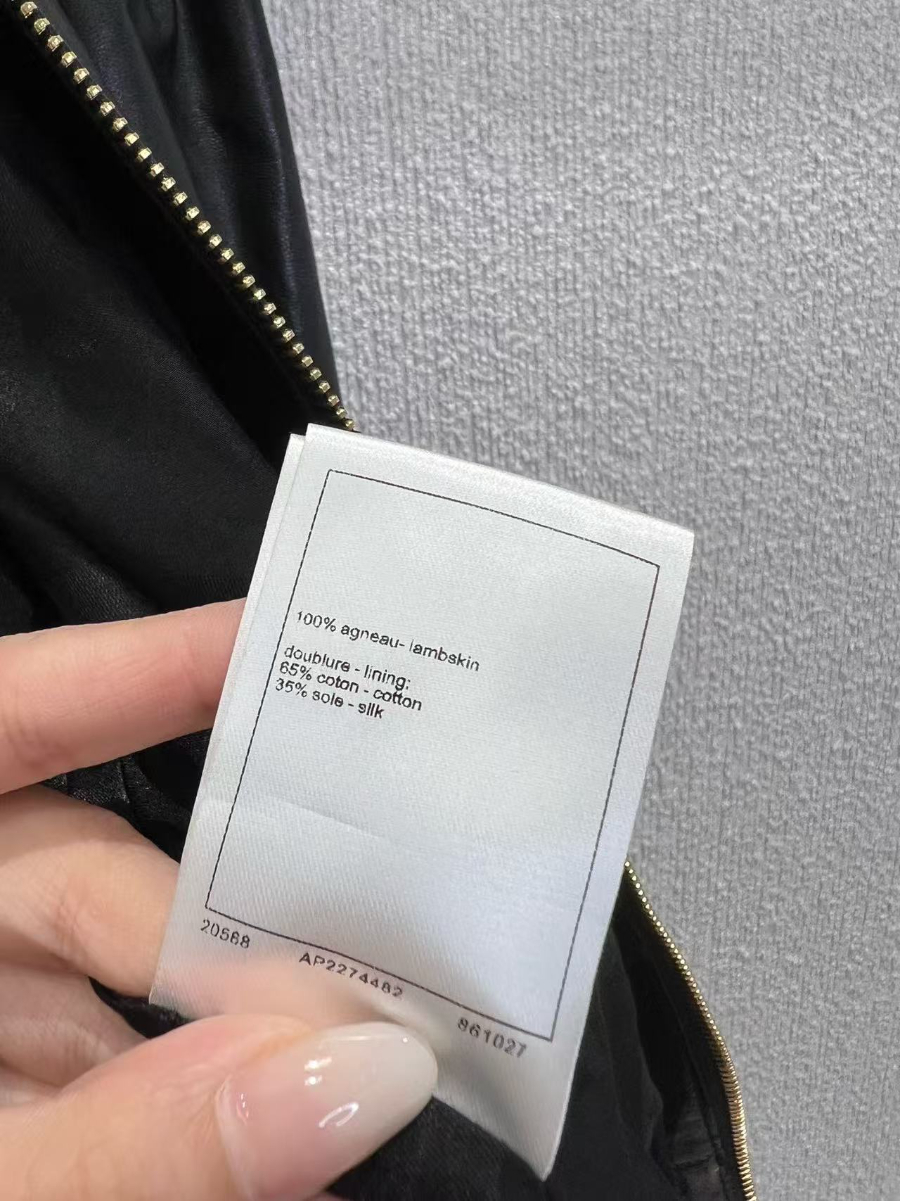 100% agneau- lambskin
doublure - lining:
65% coton - cotton
35% soie - silk
20568
AP2274482
861027